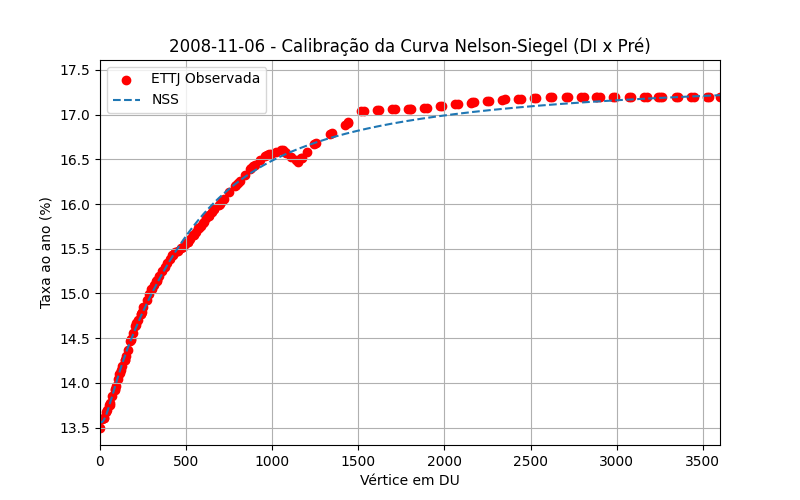 2008-11-06 - Calibração da Curva Nelson-Siegel (DI x Pré)
ETTJ Observada
NSS
Taxa ao ano (%)
17.5
17.0
16.5
16.0
15.5
15.0
14.5
14.0
13.5
0 500 1000 1500 2000 2500 3000 3500
Vértice em DU